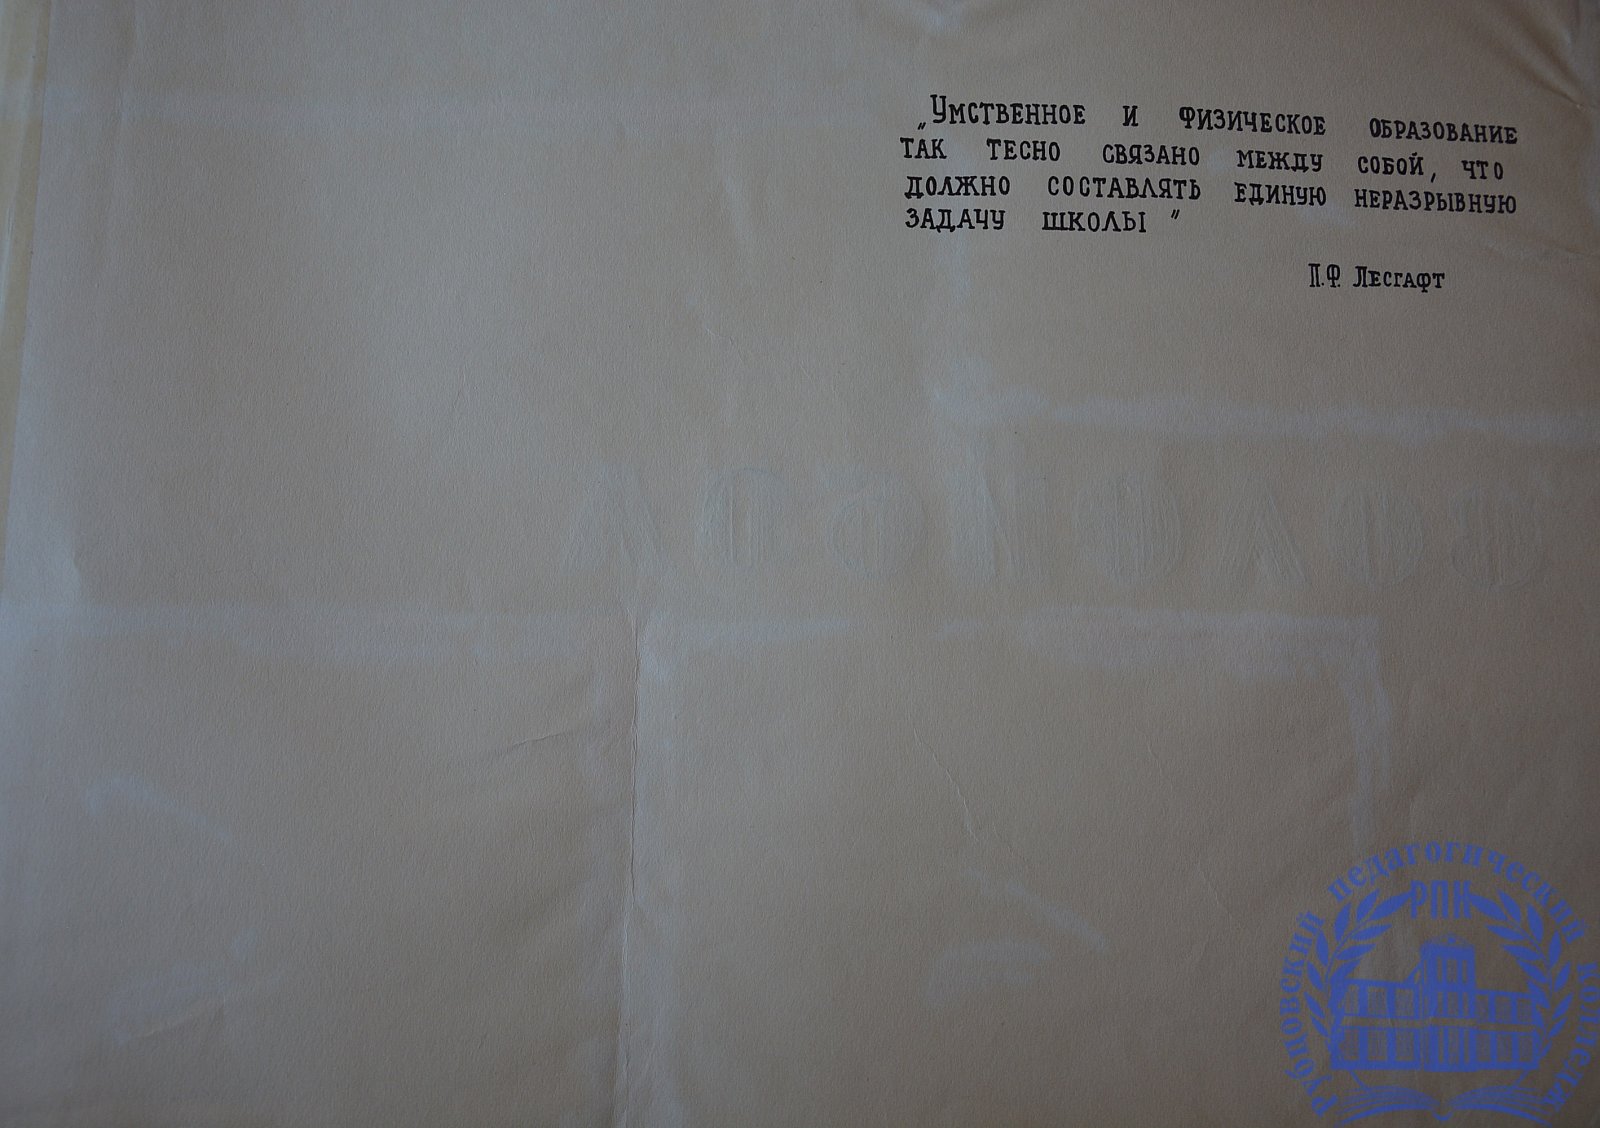 „Умственное и физическое образование
так тесно связано между собой, что
должно составлять единую неразрывную
задачу школы"
П.Ф. Лесгафт
Рубцовский педагогический колледж
РПК